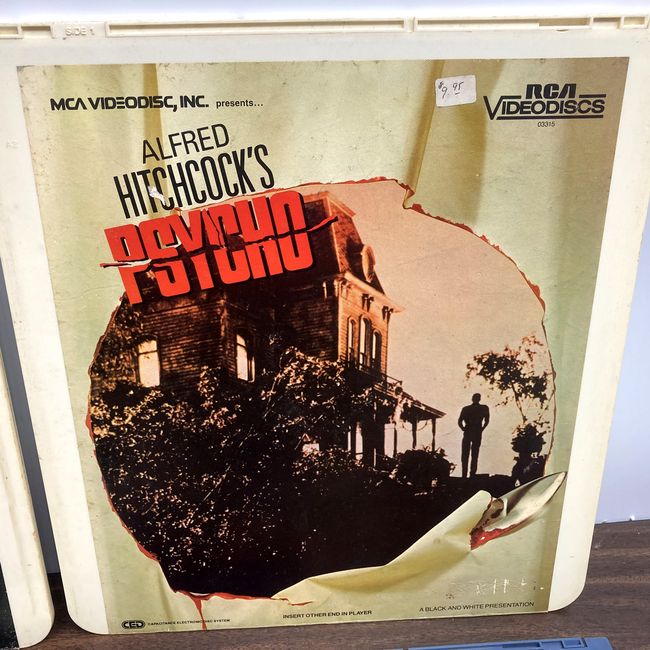 SIDE 1
MCA VIDEODISC, INC. presents...
$9.95
RCA
VIDEODISCS
03315
ALFRED
HITCHCOCK'S
PSYCHO
CED CAPACITANCE ELECTRONIC DISC SYSTEM
INSERT OTHER END IN PLAYER
A BLACK AND WHITE PRESENTATION